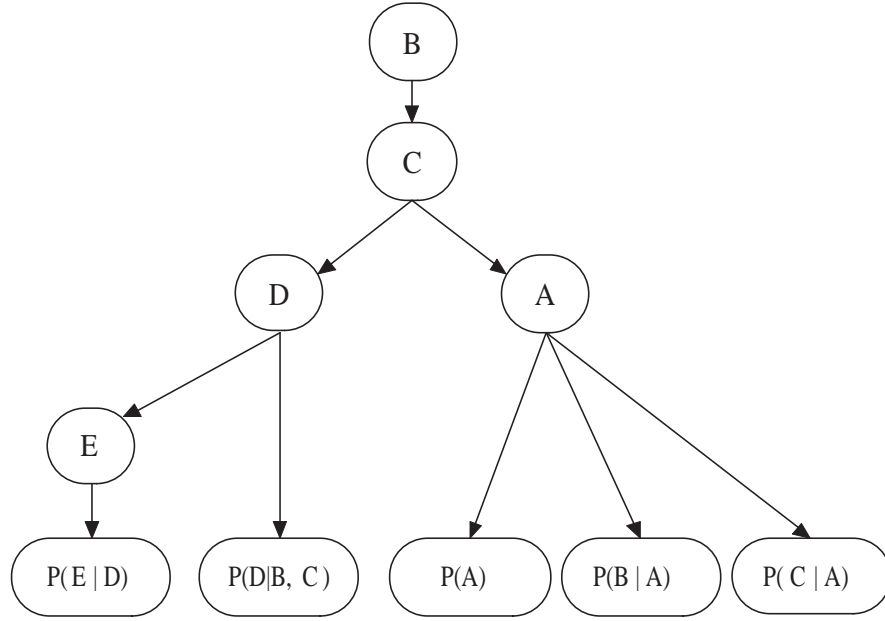 B
C
D
A
E
P(E | D)
P(D|B, C)
P(A)
P(B | A)
P( C | A)